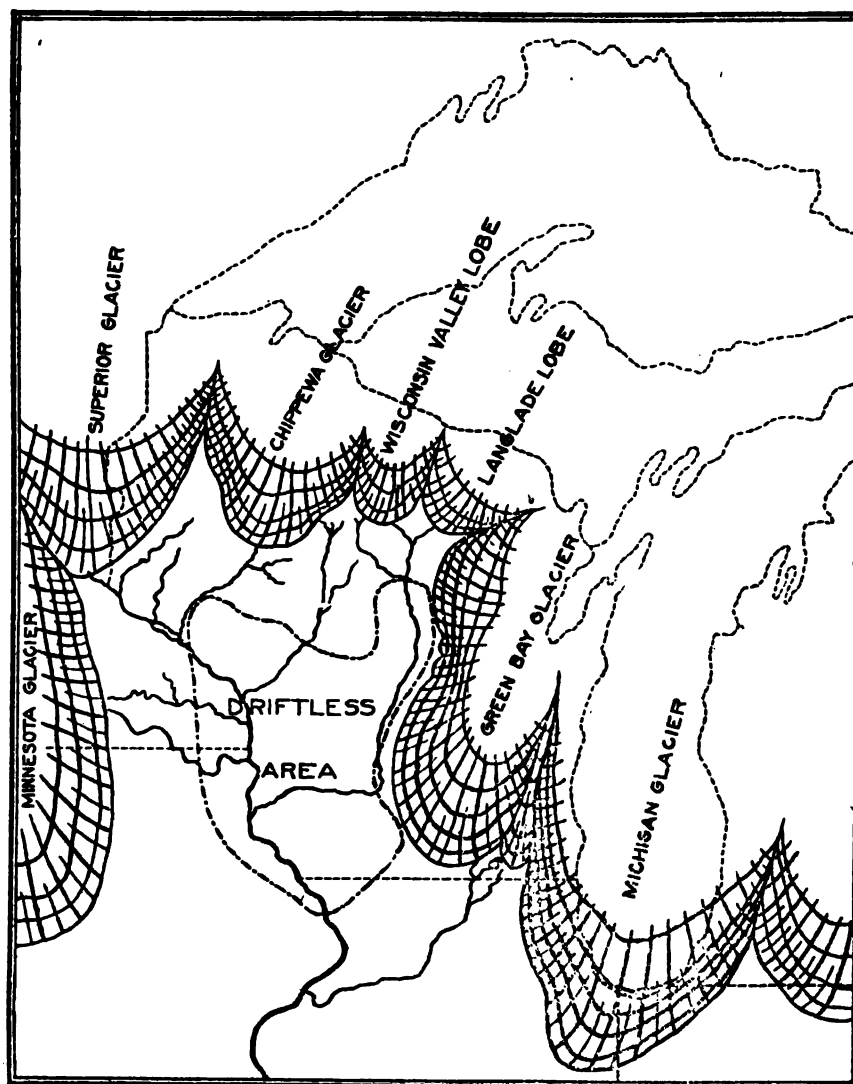 SUPERIOR GLACIER
CHIPPEWA GLACIER
WISCONSIN VALLEY LOBE
LANGLADE LOBE
MINNESOTA GLACIER
GREEN BAY GLACIER
DRIFTLESS
AREA
MICHIGAN GLACIER